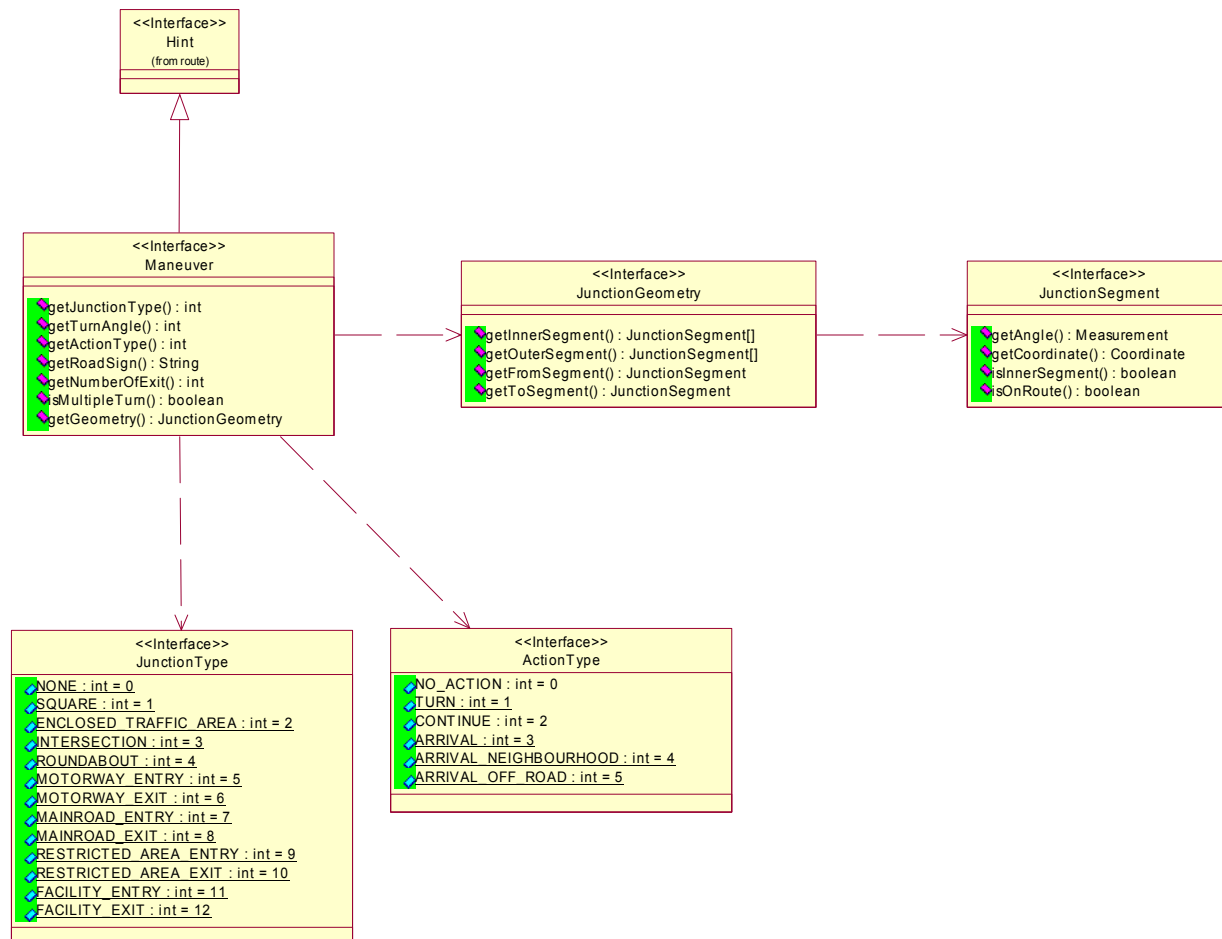 <<Interface>>
Hint
(from route)
<<Interface>>
Maneuver
getJunctionType() : int
getTurnAngle() : int
getActionType() : int
getRoadSign() : String
getNumberOfExit() : int
isMultipleTurn() : boolean
getGeometry() : JunctionGeometry
<<Interface>>
JunctionGeometry
getInnerSegment() : JunctionSegment[]
getOuterSegment() : JunctionSegment[]
getFromSegment() : JunctionSegment
getToSegment() : JunctionSegment
<<Interface>>
JunctionSegment
getAngle() : Measurement
getCoordinate() : Coordinate
isInnerSegment() : boolean
isOnRoute() : boolean
<<Interface>>
JunctionType
NONE : int = 0
SQUARE : int = 1
ENCLOSED_TRAFFIC_AREA : int = 2
INTERSECTION : int = 3
ROUNDABOUT : int = 4
MOTORWAY_ENTRY : int = 5
MOTORWAY_EXIT : int = 6
MAINROAD_ENTRY : int = 7
MAINROAD_EXIT : int = 8
RESTRICTED_AREA_ENTRY : int = 9
RESTRICTED_AREA_EXIT : int = 10
FACILITY_ENTRY : int = 11
FACILITY_EXIT : int = 12
<<Interface>>
ActionType
NO_ACTION : int = 0
TURN : int = 1
CONTINUE : int = 2
ARRIVAL : int = 3
ARRIVAL_NEIGHBOURHOOD : int = 4
ARRIVAL_OFF_ROAD : int = 5